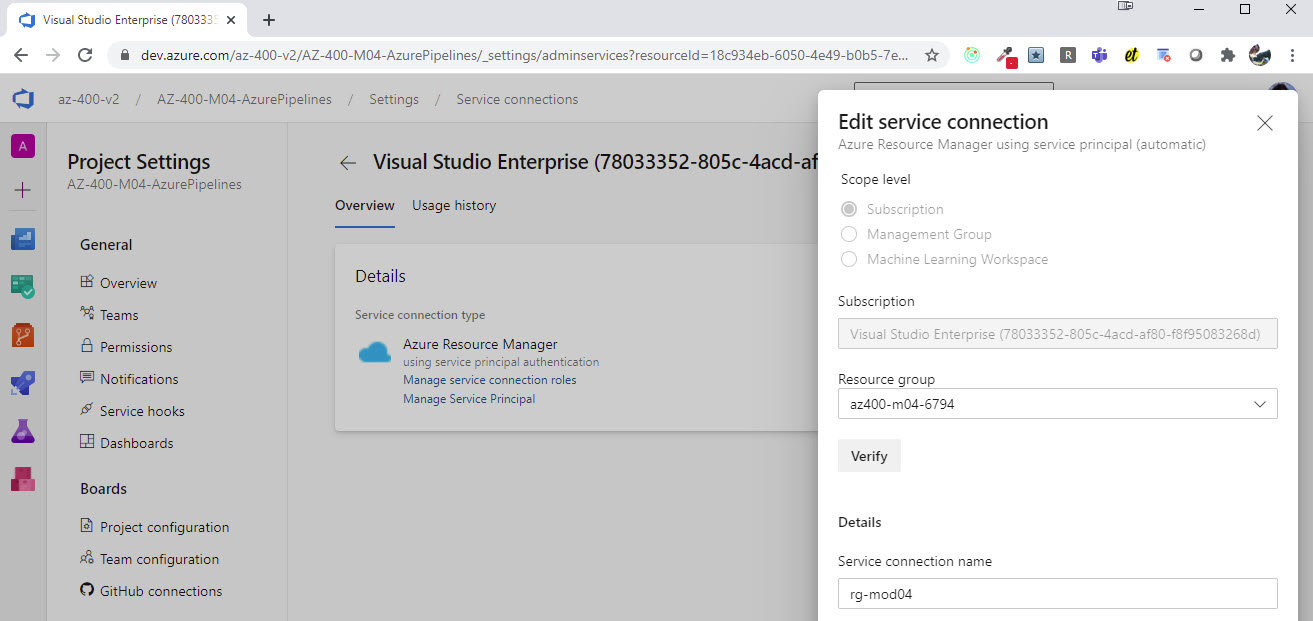 Visual Studio Enterprise (78033
dev.azure.com/az-400-v2/AZ-400-M04-AzurePipelines/_settings/adminservices?resourceId=18c934eb-6050-4e49-b0b5-7e...
R
et
az-400-v2 / AZ-400-M04-AzurePipelines / Settings / Service connections
A
Project Settings
AZ-400-M04-AzurePipelines
General
Overview
Teams
Permissions
Notifications
Service hooks
Dashboards
Boards
Project configuration
Team configuration
GitHub connections
Visual Studio Enterprise (78033352-805c-4acd-af
Overview Usage history
Details
Service connection type
Azure Resource Manager
using service principal authentication
Manage service connection roles
Manage Service Principal
Edit service connection
Azure Resource Manager using service principal (automatic)
Scope level
Subscription
Management Group
Machine Learning Workspace
Subscription
Visual Studio Enterprise (78033352-805c-4acd-af80-f8f95083268d)
Resource group
az400-m04-6794
Verify
Details
Service connection name
rg-mod04